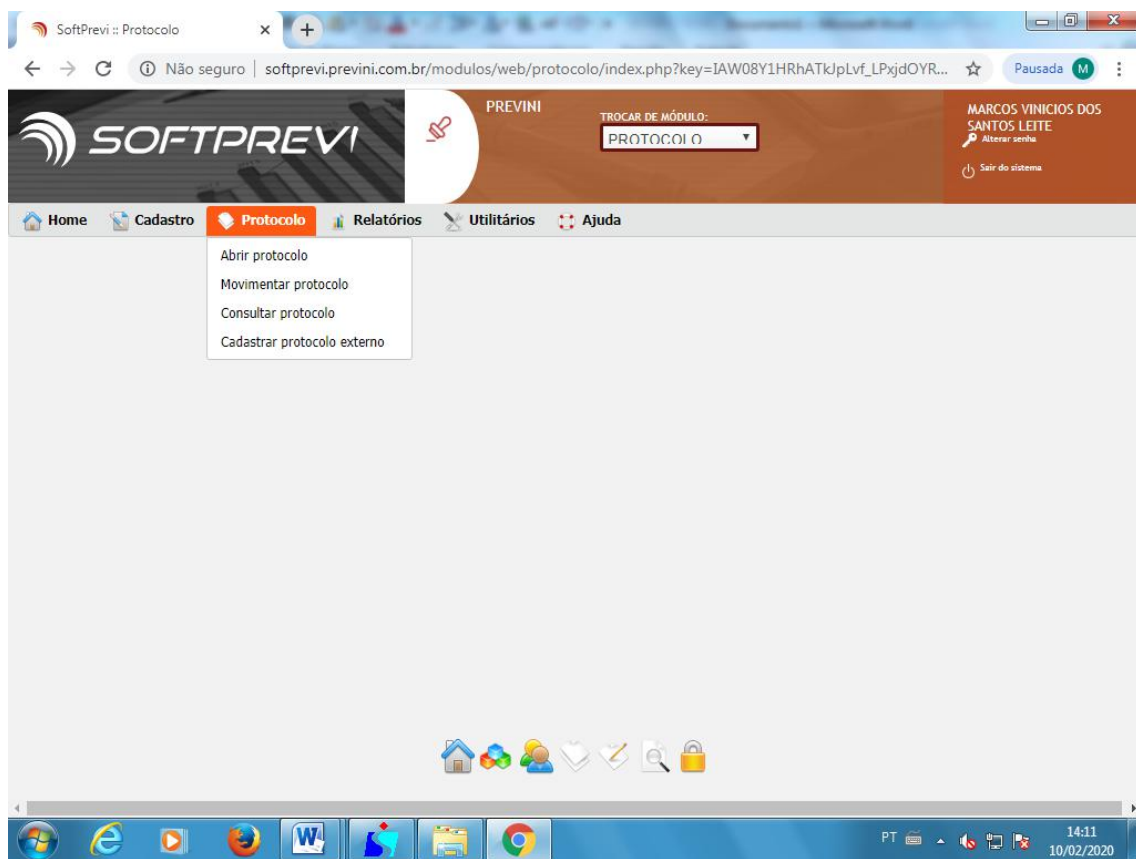 SoftPrevi :: Protocolo
Não seguro | softprevi.previni.com.br/modulos/web/protocolo/index.php?key=IAW08Y1HRhATkJpLvf_LPxjdOYR...
Pausada M
SOFTPREVI
PREVINI
TROCAR DE MÓDULO:
PROTOCOLO
MARCOS VINICIOS DOS
SANTOS LEITE
Alterar senha
Sair do sistema
Home Cadastro Protocolo Relatórios Utilitários Ajuda
Abrir protocolo
Movimentar protocolo
Consultar protocolo
Cadastrar protocolo externo
PT
14:11
10/02/2020